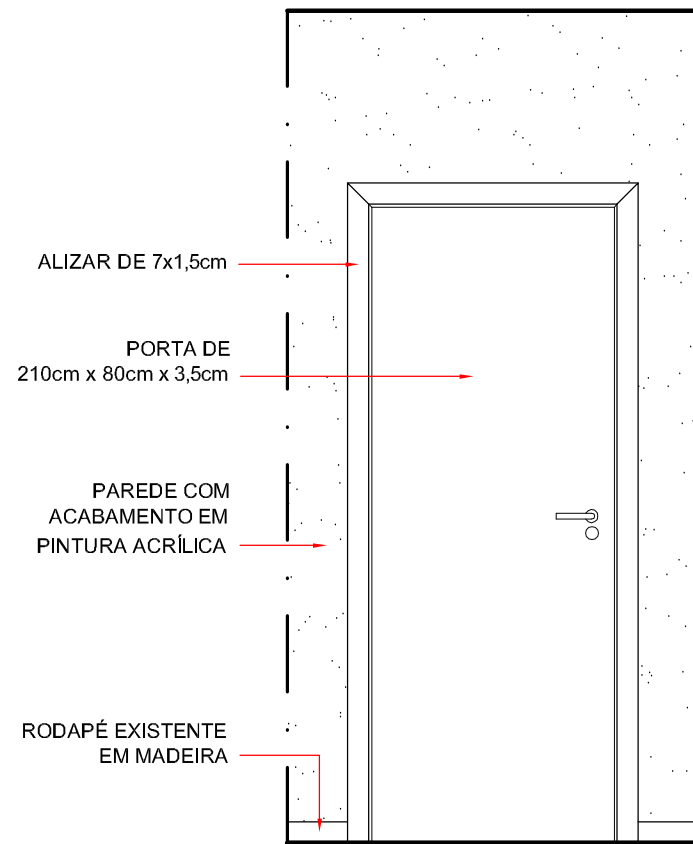 ALIZAR DE 7x1,5cm
PORTA DE
210cm x 80cm x 3,5cm
PAREDE COM
ACABAMENTO EM
PINTURA ACRÍLICA
RODAPÉ EXISTENTE
EM MADEIRA